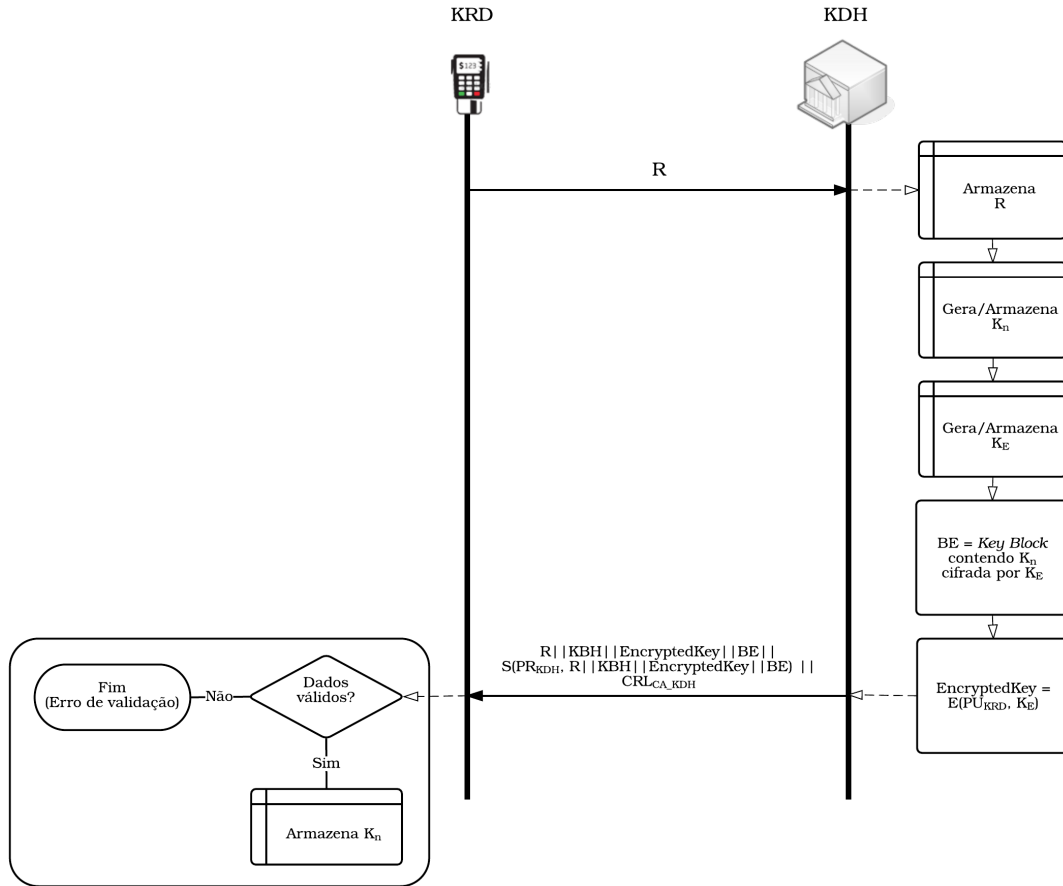 KRD
KDH
$123
R
Armazena
R
Gera/Armazena
Kn
Gera/Armazena
KE
BE = Key Block
contendo Kn
cifrada por KE
R||KBH||EncryptedKey||BE||
S(PRKDH, R||KBH||EncryptedKey||BE) ||
CRLCA_KDH
EncryptedKey =
E(PUKRD, KE)
Dados
válidos?
Não
Fim
(Erro de validação)
Sim
Armazena Kn